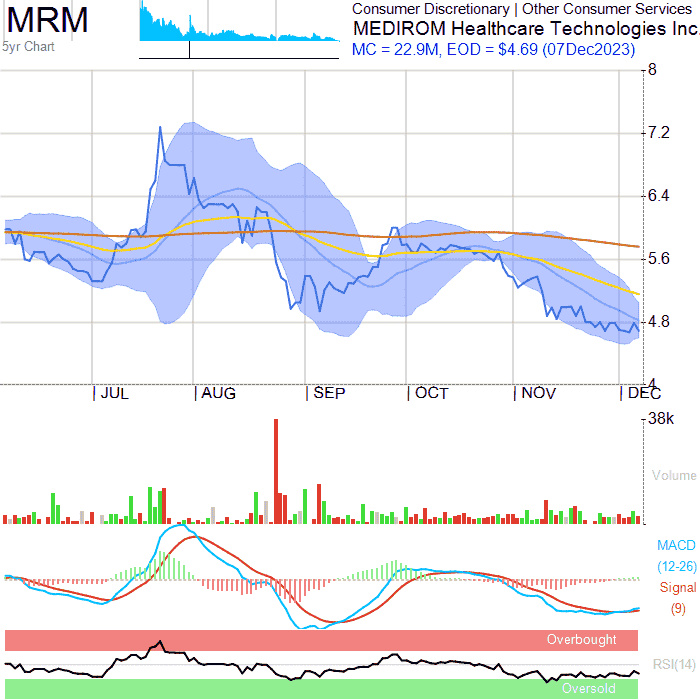 MRM
5yr Chart
Consumer Discretionary | Other Consumer Services
MEDIROM Healthcare Technologies Inc.
MC = 22.9M, EOD = $4.69 (07Dec2023)
8
7.2
6.4
5.6
4.8
4
JUL AUG SEP OCT NOV DEC
38k
Volume
MACD
(12-26)
Signal
(9)
Overbought
RSI(14)
Oversold